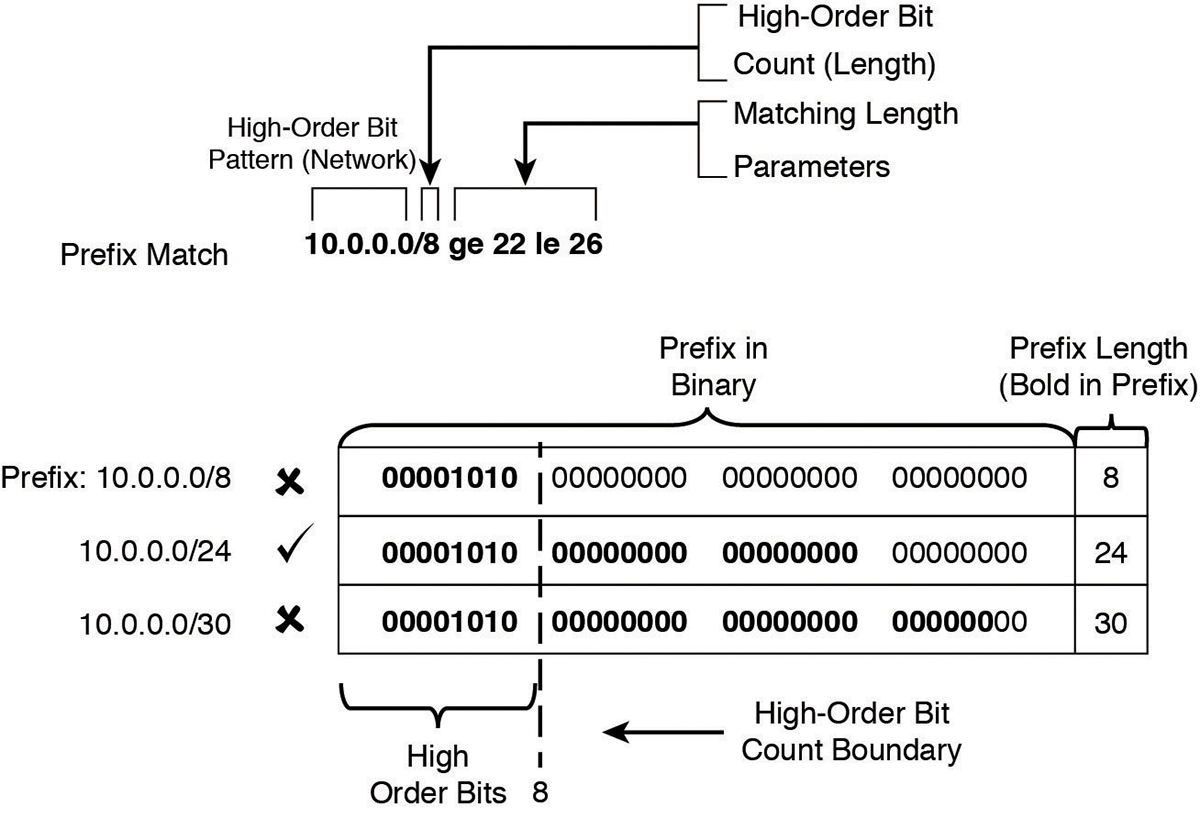 High-Order Bit
Count (Length)
Matching Length
Parameters
High-Order Bit
Pattern (Network)
Prefix Match
10.0.0.0/8 ge 22 le 26
Prefix in
Binary
Prefix Length
(Bold in Prefix)
Prefix: 10.0.0.0/8 ✘ 00001010 00000000 00000000 00000000 8
10.0.0.0/24 ✓ 00001010 00000000 00000000 00000000 24
10.0.0.0/30 ✘ 00001010 00000000 00000000 00000000 30
High
Order Bits
8
High-Order Bit
Count Boundary